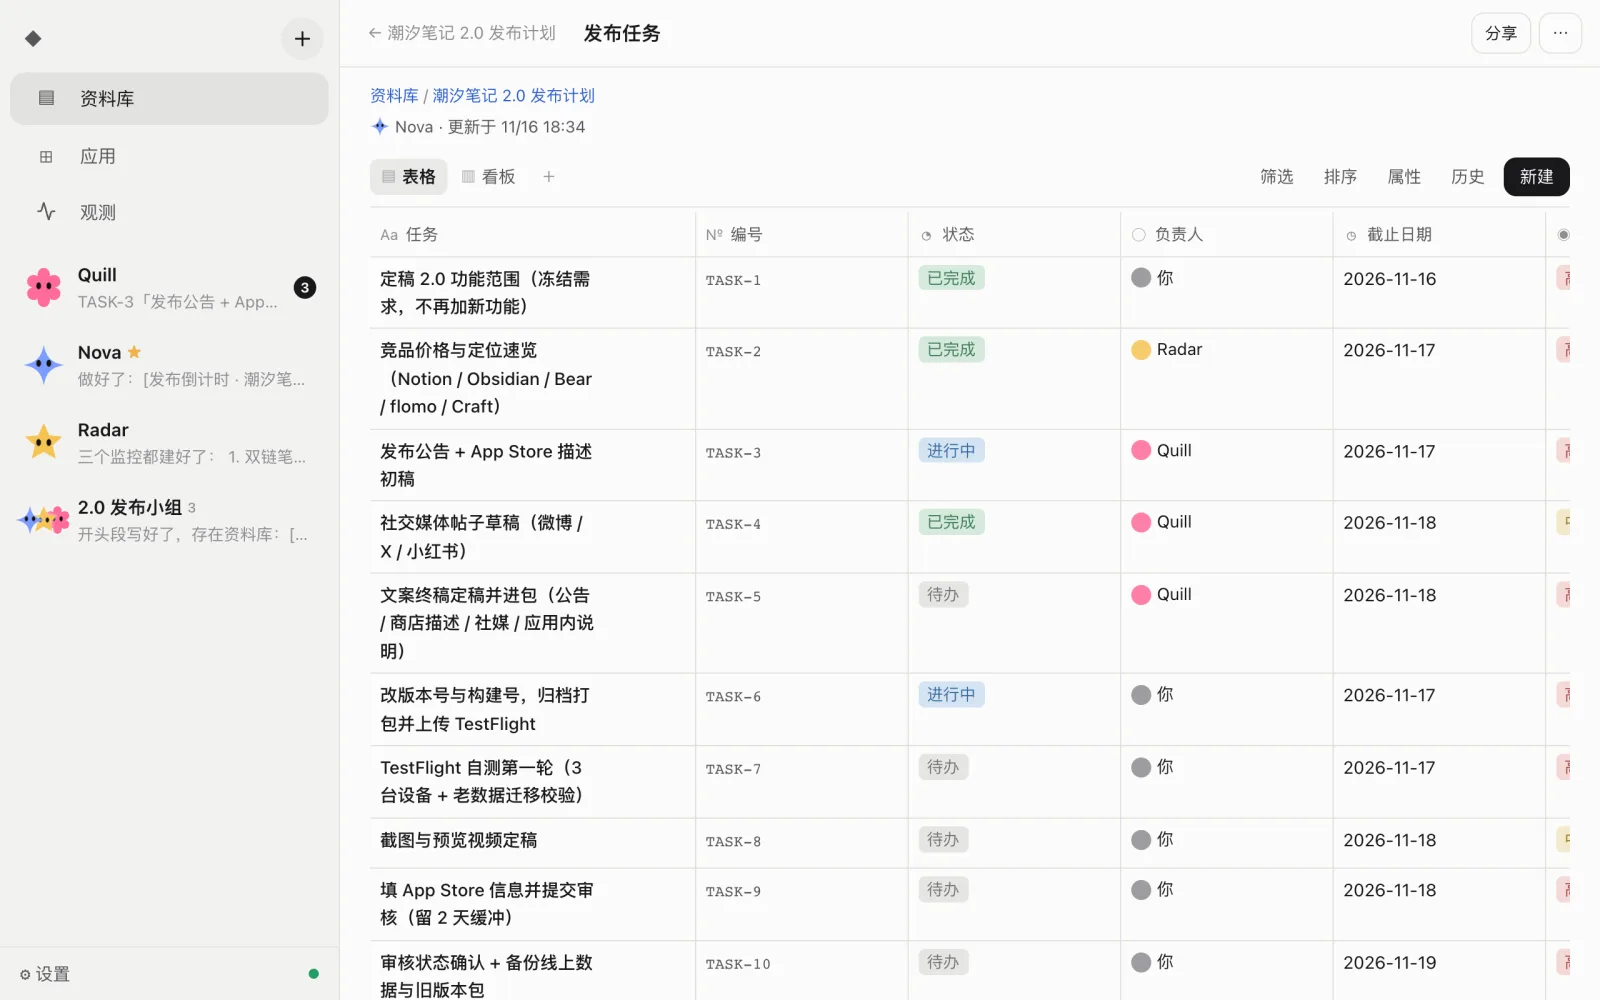 资料库
应用
观测
Quill
TASK-3「发布公告 + App...
3
Nova
做好了：[发布倒计时 · 潮汐笔...
Radar
三个监控都建好了： 1. 双链笔...
2.0 发布小组 3
开头段写好了，存在资料库：[...
设置
← 潮汐笔记 2.0 发布计划 发布任务
分享 ...
资料库 / 潮汐笔记 2.0 发布计划
Nova · 更新于 11/16 18:34
表格 看板 +
筛选 排序 属性 历史 新建
Aa 任务 Nº 编号 状态 负责人 截止日期
定稿 2.0 功能范围（冻结需
求，不再加新功能）
TASK-1 已完成 你 2026-11-16
竞品价格与定位速览
（Notion / Obsidian / Bear
/ flomo / Craft）
TASK-2 已完成 Radar 2026-11-17
发布公告 + App Store 描述
初稿
TASK-3 进行中 Quill 2026-11-17
社交媒体帖子草稿（微博 /
X / 小红书）
TASK-4 已完成 Quill 2026-11-18
文案终稿定稿并进包（公告
/ 商店描述 / 社媒 / 应用内说
明）
TASK-5 待办 Quill 2026-11-18
改版本号与构建号，归档打
包并上传 TestFlight
TASK-6 进行中 你 2026-11-17
TestFlight 自测第一轮（3
台设备 + 老数据迁移校验）
TASK-7 待办 你 2026-11-17
截图与预览视频定稿
TASK-8 待办 你 2026-11-18
填 App Store 信息并提交审
核（留 2 天缓冲）
TASK-9 待办 你 2026-11-18
审核状态确认 + 备份线上数
据与旧版本包
TASK-10 待办 你 2026-11-19